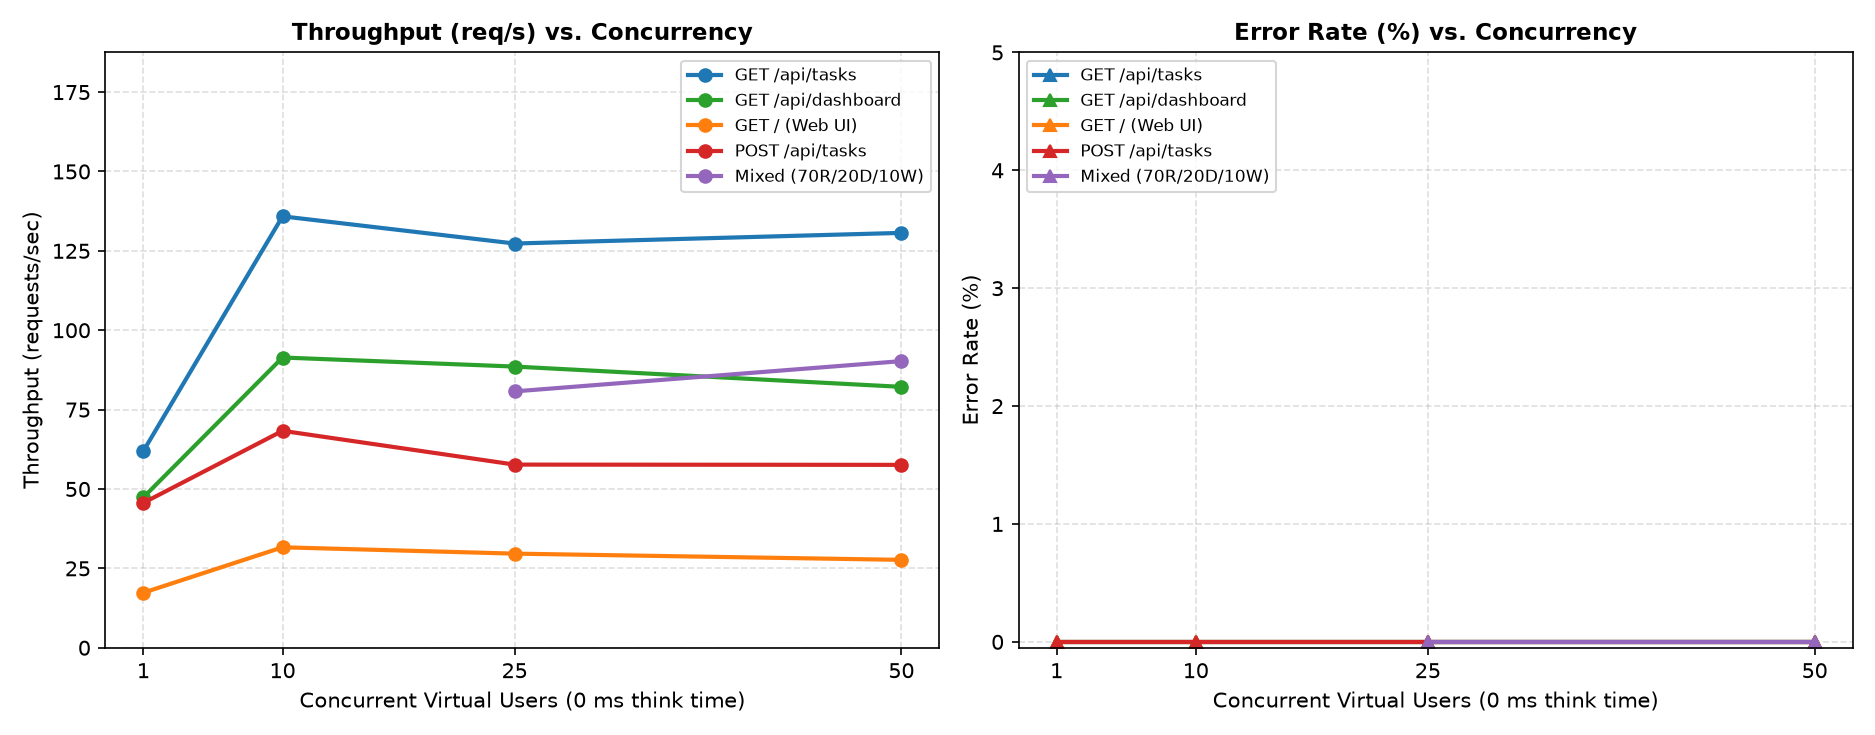 Throughput (req/s) vs. Concurrency
GET /api/tasks
GET /api/dashboard
GET / (Web UI)
POST /api/tasks
Mixed (70R/20D/10W)
Throughput (requests/sec)
175
150
125
100
75
50
25
0
1 10 25 50
Concurrent Virtual Users (0 ms think time)
Error Rate (%) vs. Concurrency
GET /api/tasks
GET /api/dashboard
GET / (Web UI)
POST /api/tasks
Mixed (70R/20D/10W)
Error Rate (%)
5
4
3
2
1
0
1 10 25 50
Concurrent Virtual Users (0 ms think time)